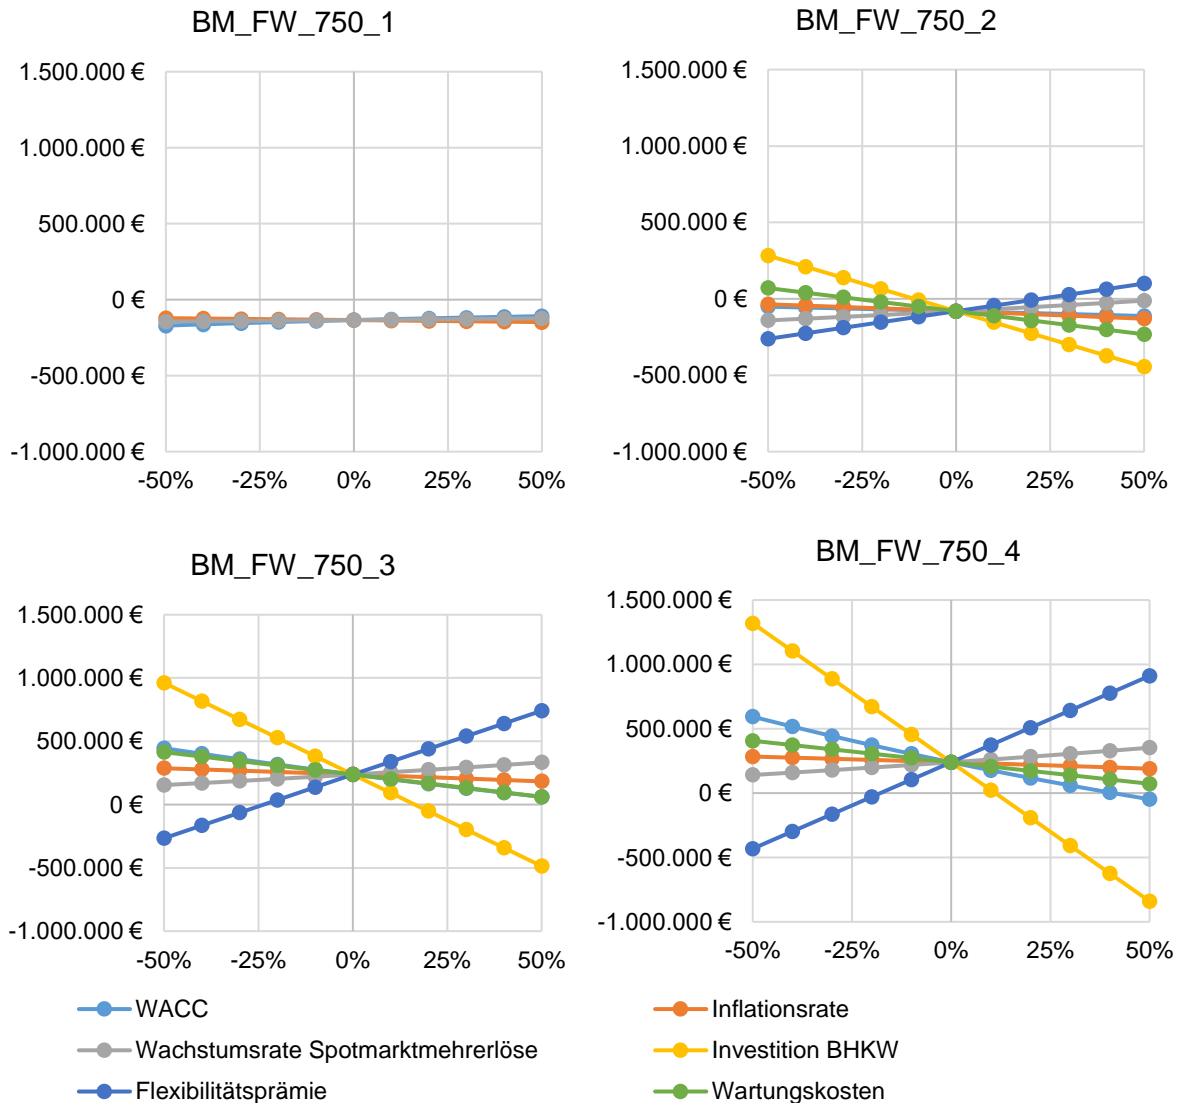 BM_FW_750_1
1.500.000 €
1.000.000 €
500.000 €
0 €
-500.000 €
-1.000.000 €
-50% -25% 0% 25% 50%
BM_FW_750_2
1.500.000 €
1.000.000 €
500.000 €
0 €
-500.000 €
-1.000.000 €
-50% -25% 0% 25% 50%
BM_FW_750_3
1.500.000 €
1.000.000 €
500.000 €
0 €
-500.000 €
-1.000.000 €
-50% -25% 0% 25% 50%
BM_FW_750_4
1.500.000 €
1.000.000 €
500.000 €
0 €
-500.000 €
-1.000.000 €
-50% -25% 0% 25% 50%
WACC
Inflationsrate
Wachstumsrate Spotmarktmehrerlöse
Investition BHKW
Flexibilitätsprämie
Wartungskosten